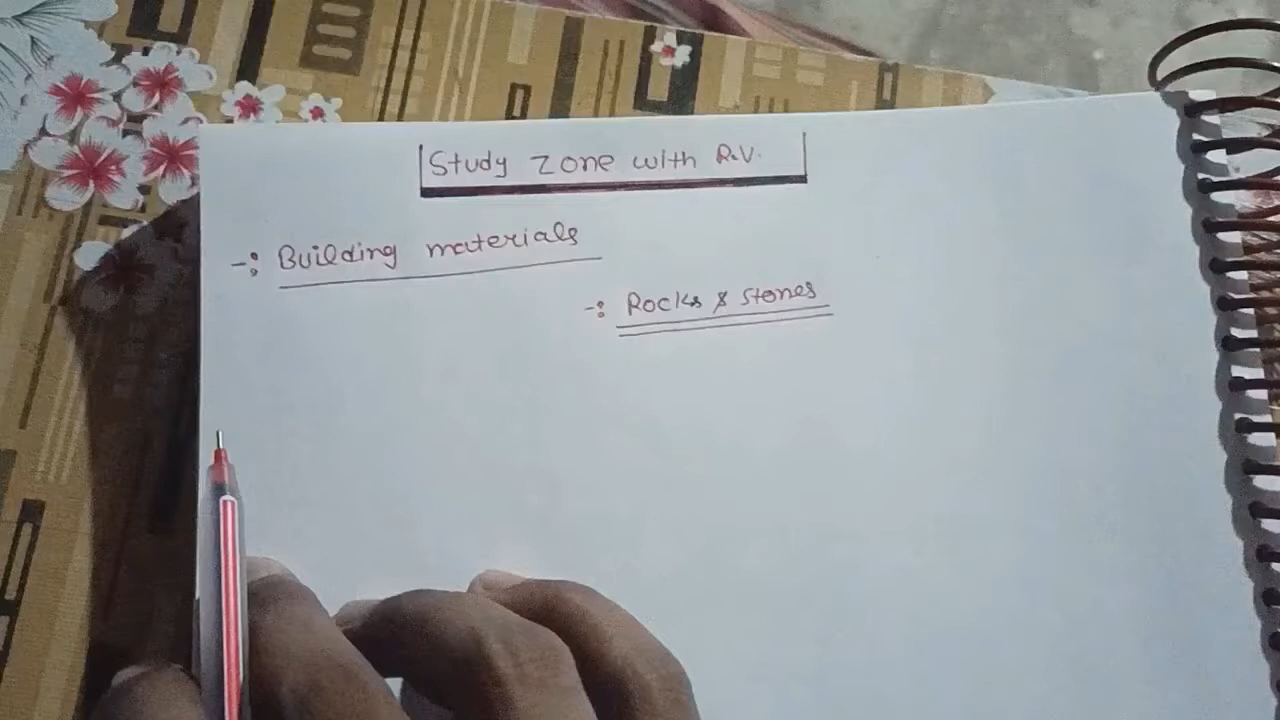 Study Zone with R.V.
-: Building materials
-: Rocks & stones